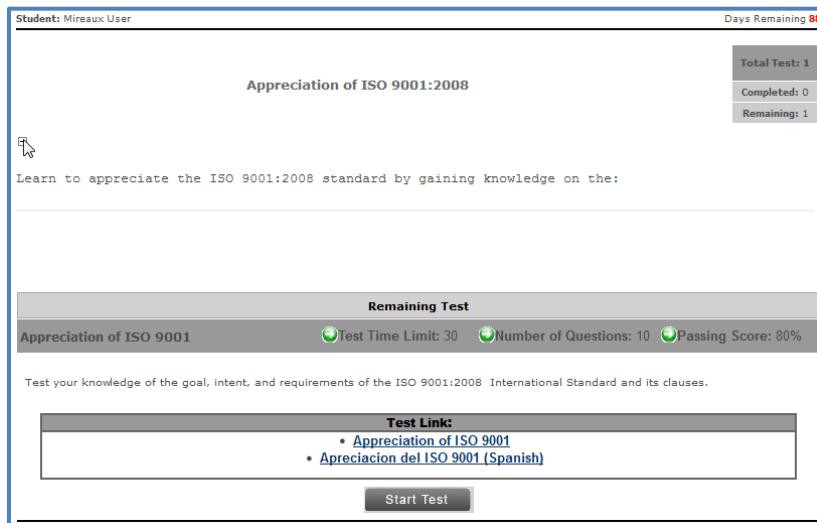 Student: Mireaux User Days Remaining 88
Total Test: 1
Appreciation of ISO 9001:2008
Completed: 0
Remaining: 1
Learn to appreciate the ISO 9001:2008 standard by gaining knowledge on the:
Remaining Test
Appreciation of ISO 9001 Test Time Limit: 30 Number of Questions: 10 Passing Score: 80%
Test your knowledge of the goal, intent, and requirements of the ISO 9001:2008 International Standard and its clauses.
Test Link:
• Appreciation of ISO 9001
• Apreciacion del ISO 9001 (Spanish)
Start Test